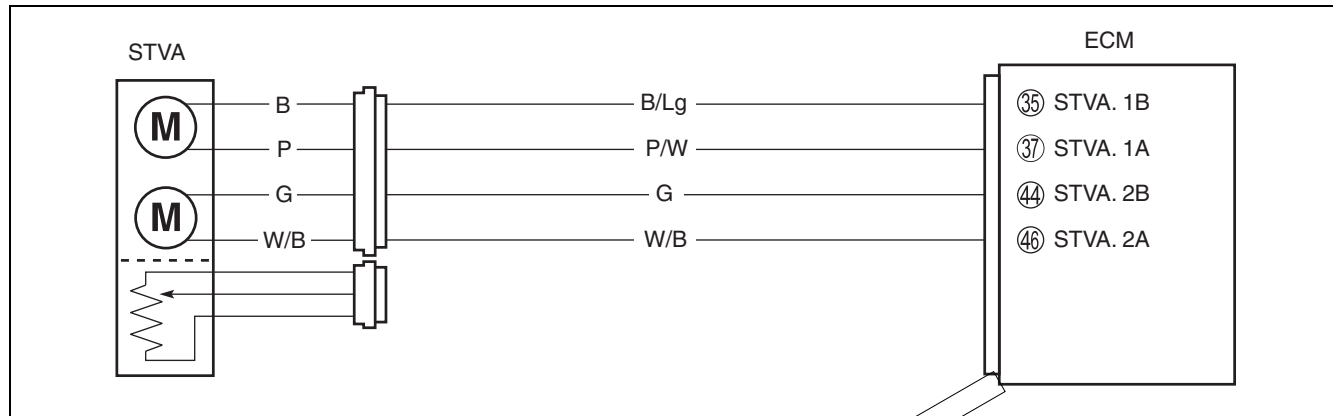 STVA
ECM
M
B
B/Lg
㉟ STVA. 1B
P
P/W
㊲ STVA. 1A
M
G
G
㊹ STVA. 2B
W/B
W/B
㊻ STVA. 2A